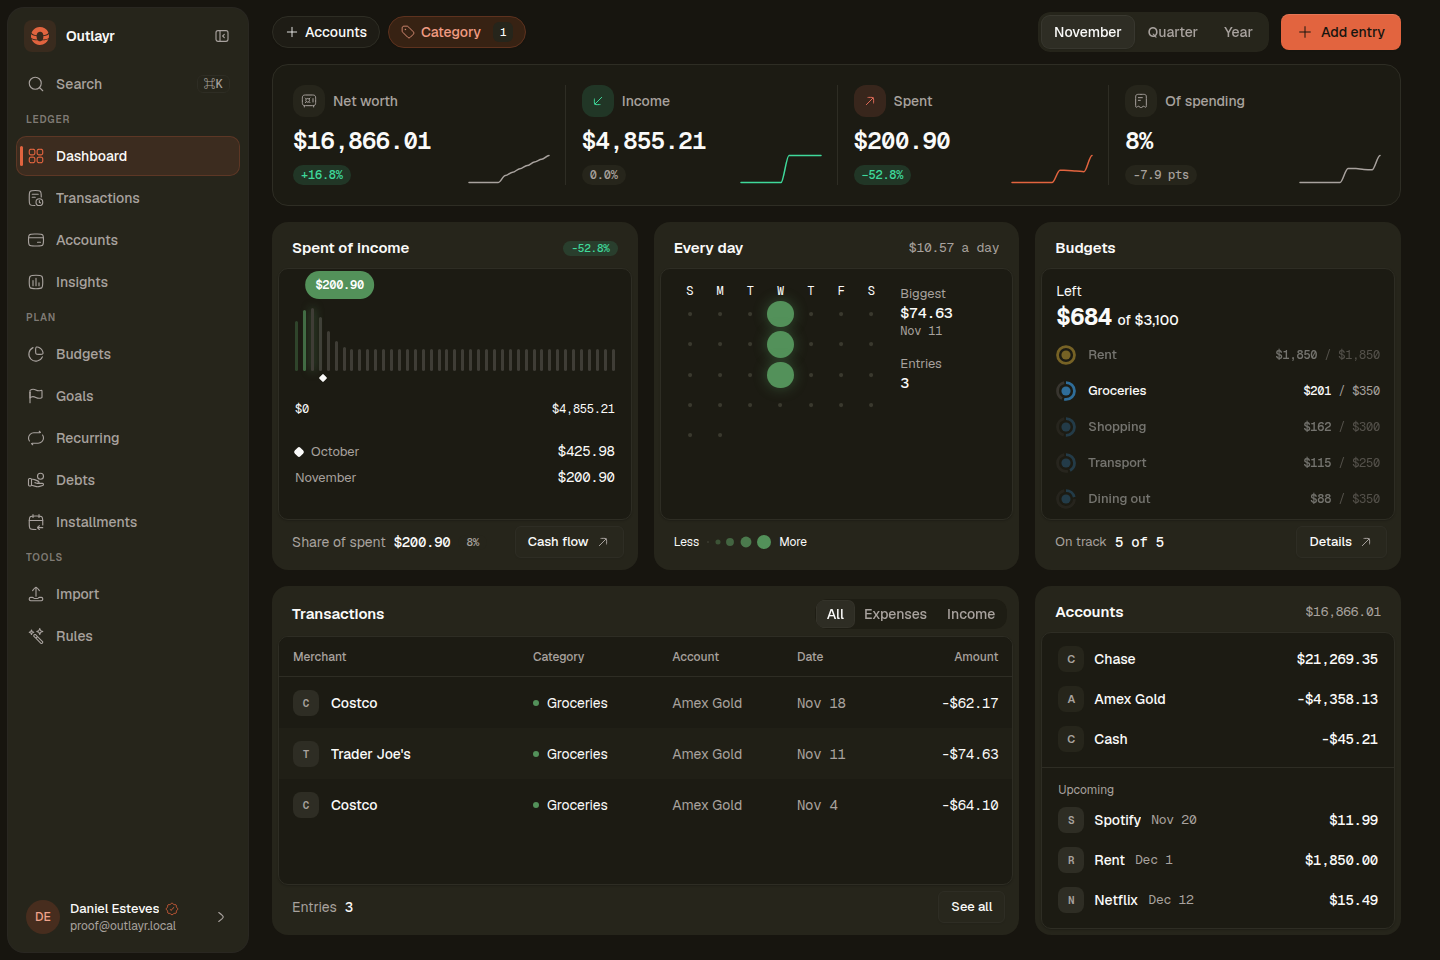 Outlayr
Search ⌘K
LEDGER
Dashboard
Transactions
Accounts
Insights
PLAN
Budgets
Goals
Recurring
Debts
Installments
TOOLS
Import
Rules
DE Daniel Esteves
proof@outlayr.local
+ Accounts Category 1
November Quarter Year + Add entry
Net worth
$16,866.01
+16.8%
Income
$4,855.21
0.0%
Spent
$200.90
-52.8%
Of spending
8%
-7.9 pts
Spent of income -52.8%
$200.90
$0 $4,855.21
October $425.98
November $200.90
Share of spent $200.90 8% Cash flow
Every day $10.57 a day
S M T W T F S
Biggest
$74.63
Nov 11
Entries
3
Less More
Budgets
Left
$684 of $3,100
Rent $1,850 / $1,850
Groceries $201 / $350
Shopping $162 / $300
Transport $115 / $250
Dining out $88 / $350
On track 5 of 5 Details
Transactions All Expenses Income
Merchant Category Account Date Amount
C Costco Groceries Amex Gold Nov 18 -$62.17
T Trader Joe's Groceries Amex Gold Nov 11 -$74.63
C Costco Groceries Amex Gold Nov 4 -$64.10
Entries 3 See all
Accounts $16,866.01
C Chase $21,269.35
A Amex Gold -$4,358.13
C Cash -$45.21
Upcoming
S Spotify Nov 20 $11.99
R Rent Dec 1 $1,850.00
N Netflix Dec 12 $15.49